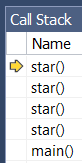 Call Stack
Name
star()
star()
star()
star()
main()